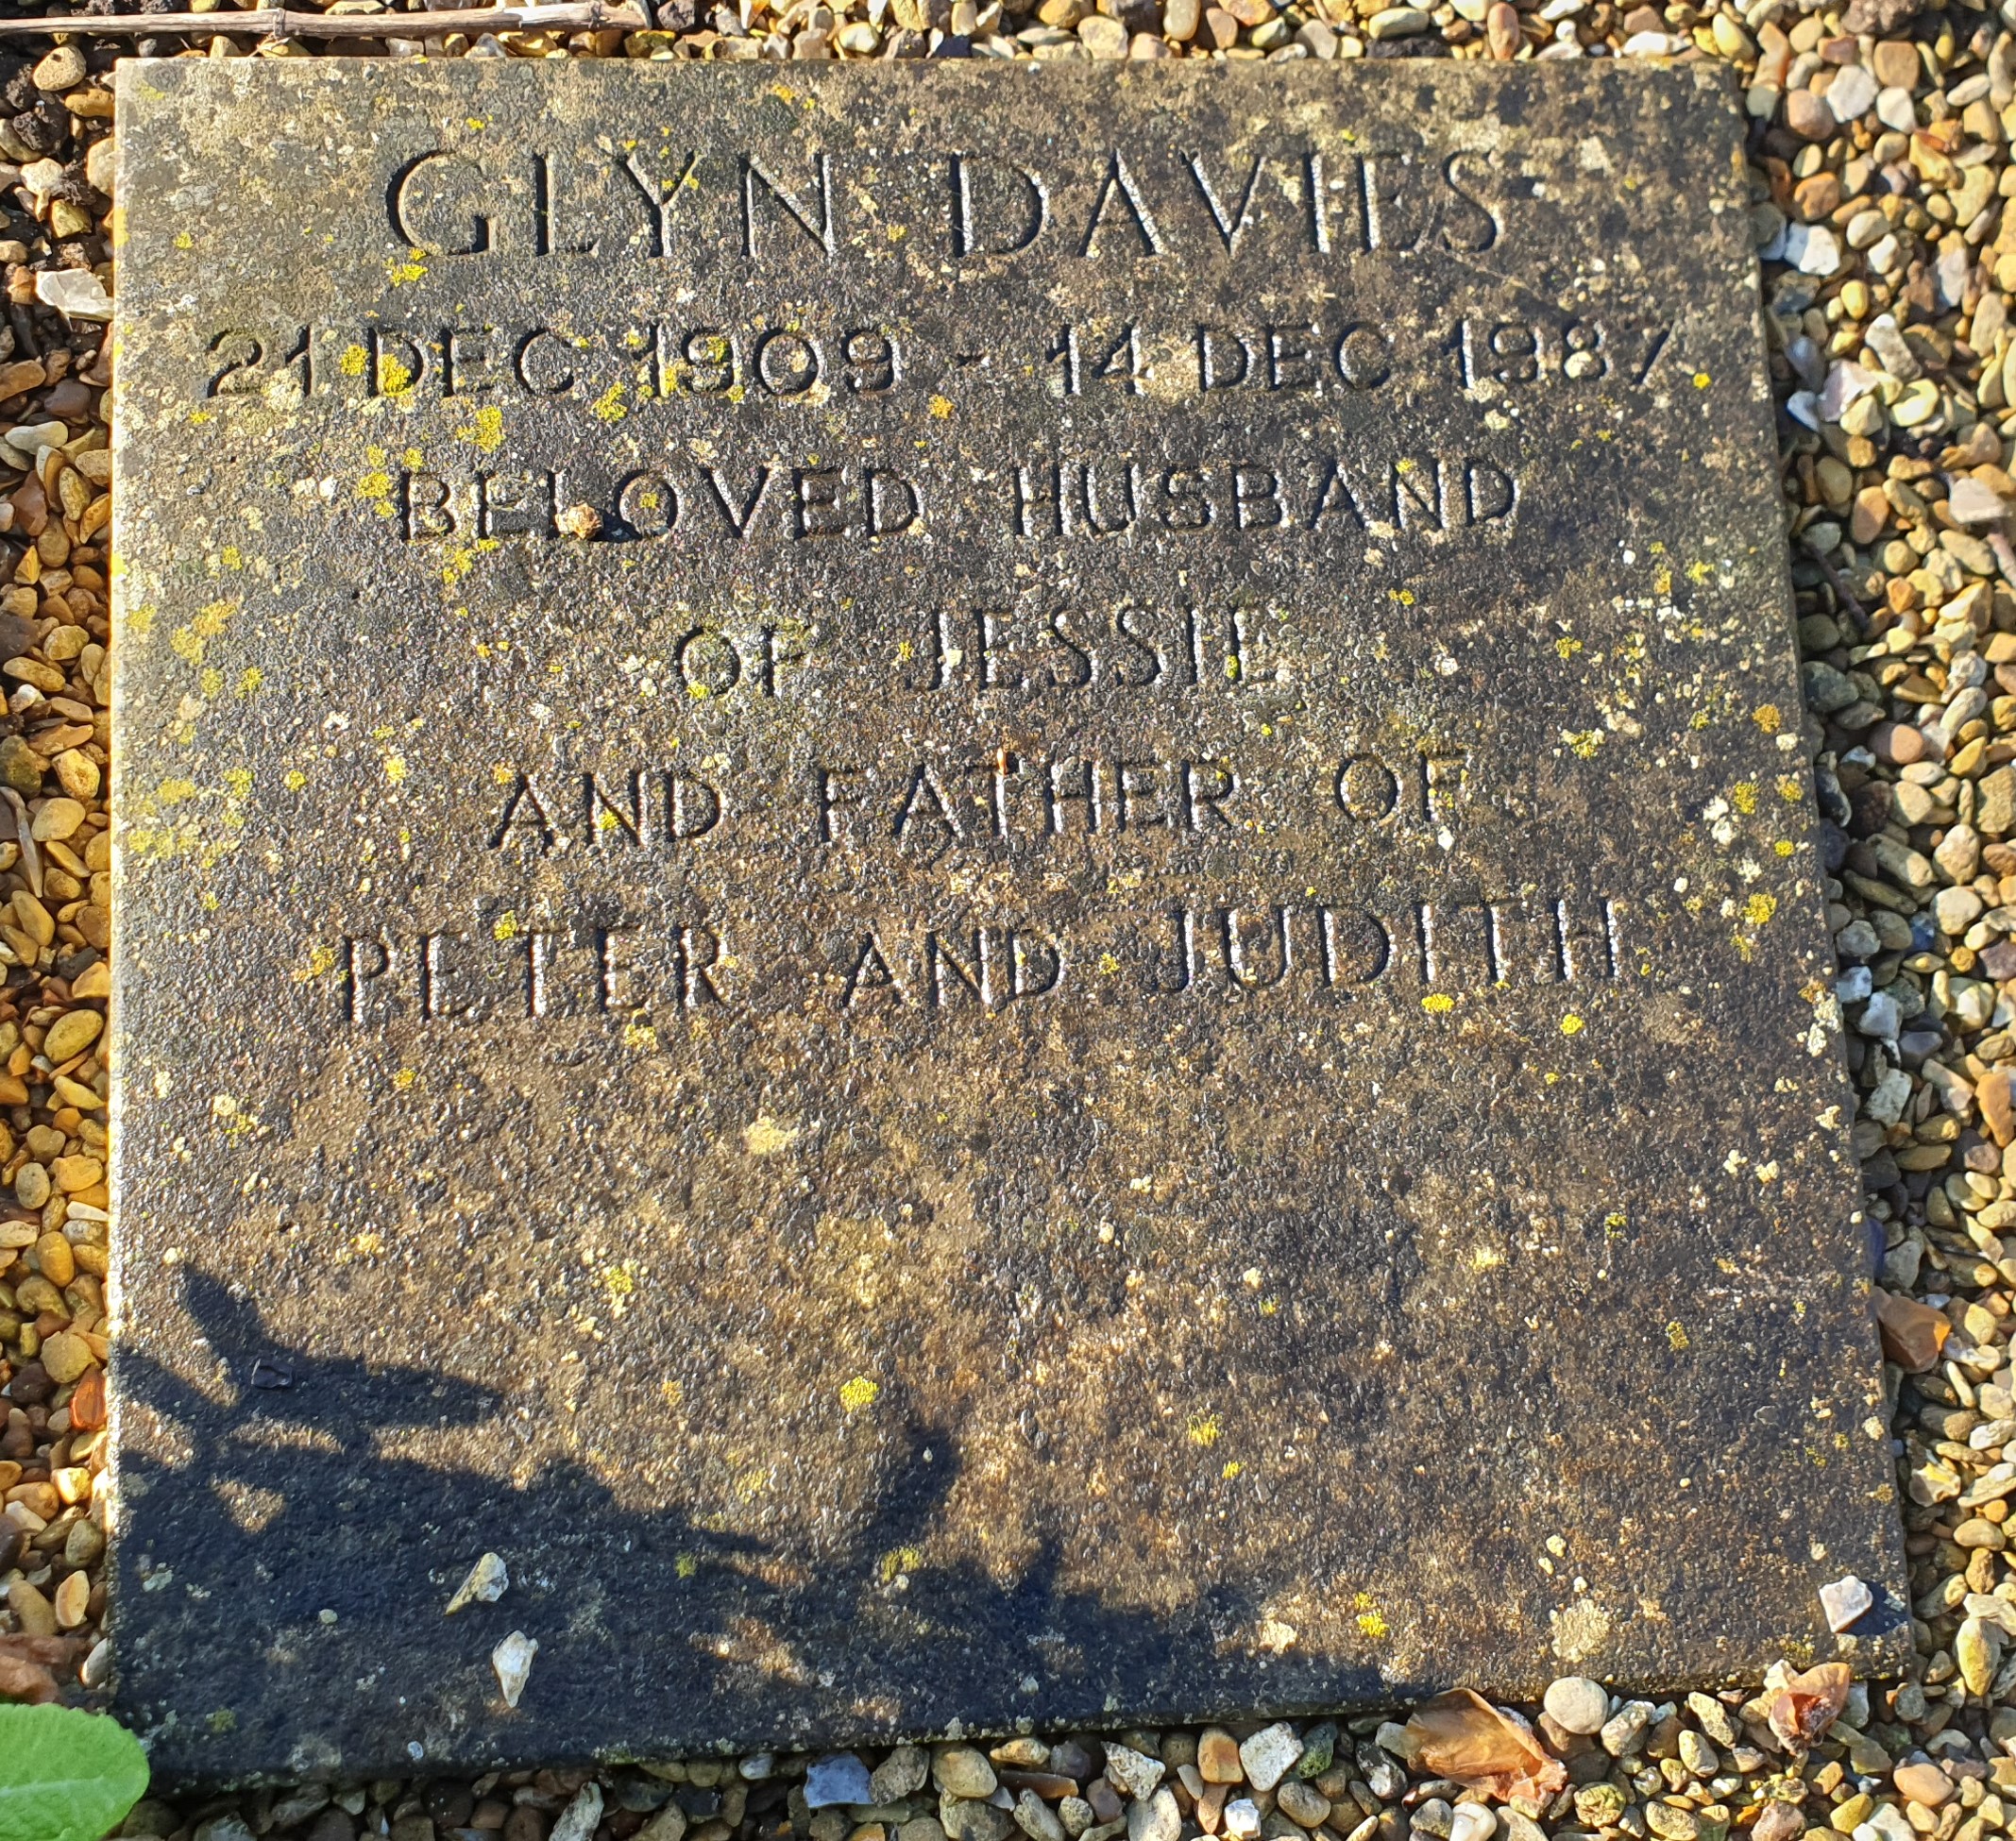 GLYN DAVIES
21 DEC 1909 - 14 DEC 1987
BELOVED HUSBAND
OF JESSIE
AND FATHER OF
PETER AND JUDITH